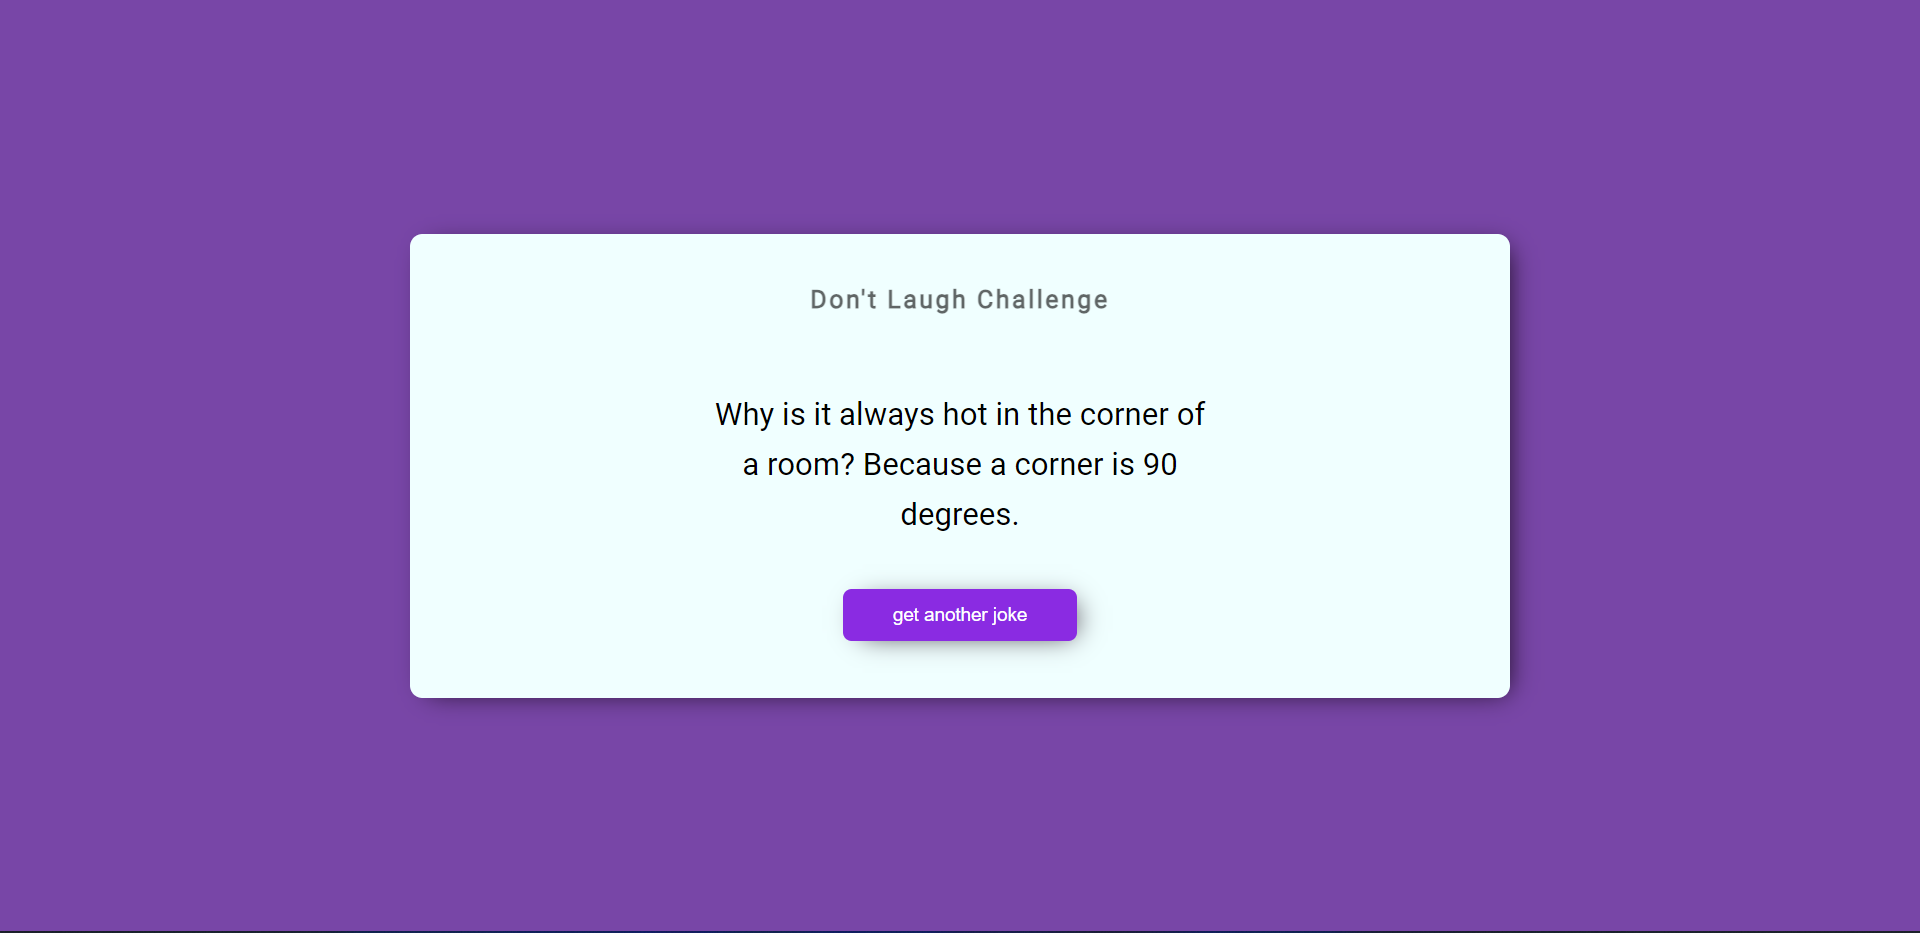 Don't Laugh Challenge
Why is it always hot in the corner of
a room? Because a corner is 90
degrees.
get another joke